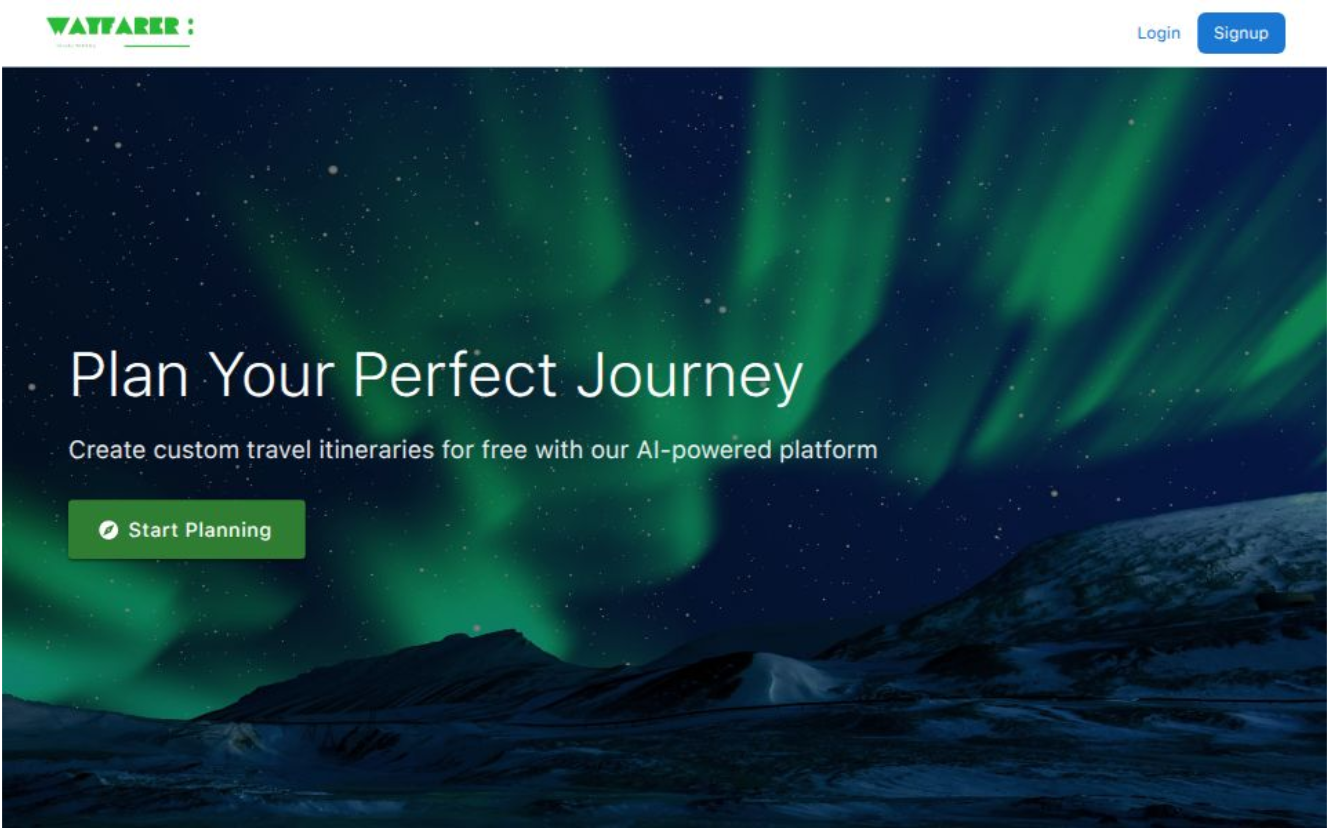 WAYFARER :
Login
Signup
Plan Your Perfect Journey
Create custom travel itineraries for free with our AI-powered platform
Start Planning